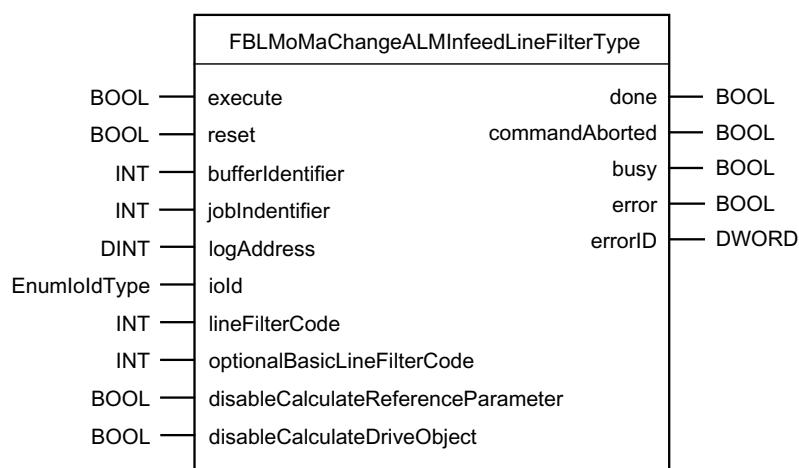 FBLMoMaChangeALMInfeedLineFilterType
BOOL execute done BOOL
BOOL reset commandAborted BOOL
INT bufferIdentifier busy BOOL
INT jobIndentifier error BOOL
DINT logAddress errorID DWORD
EnumIoIdType ioId
INT lineFilterCode
INT optionalBasicLineFilterCode
BOOL disableCalculateReferenceParameter
BOOL disableCalculateDriveObject